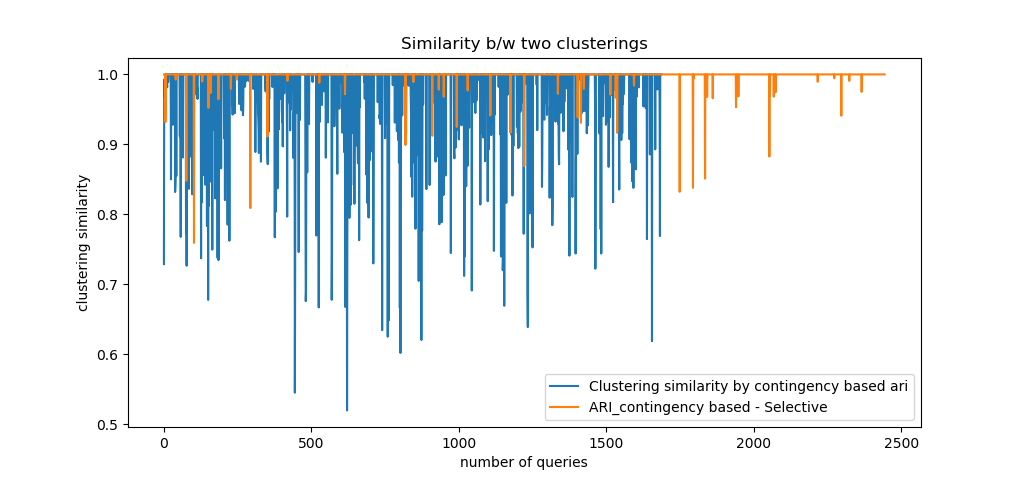 Similarity b/w two clusterings
clustering similarity
1.0
0.9
0.8
0.7
0.6
0.5
Clustering similarity by contingency based ari
ARI_contingency based - Selective
0 500 1000 1500 2000 2500
number of queries